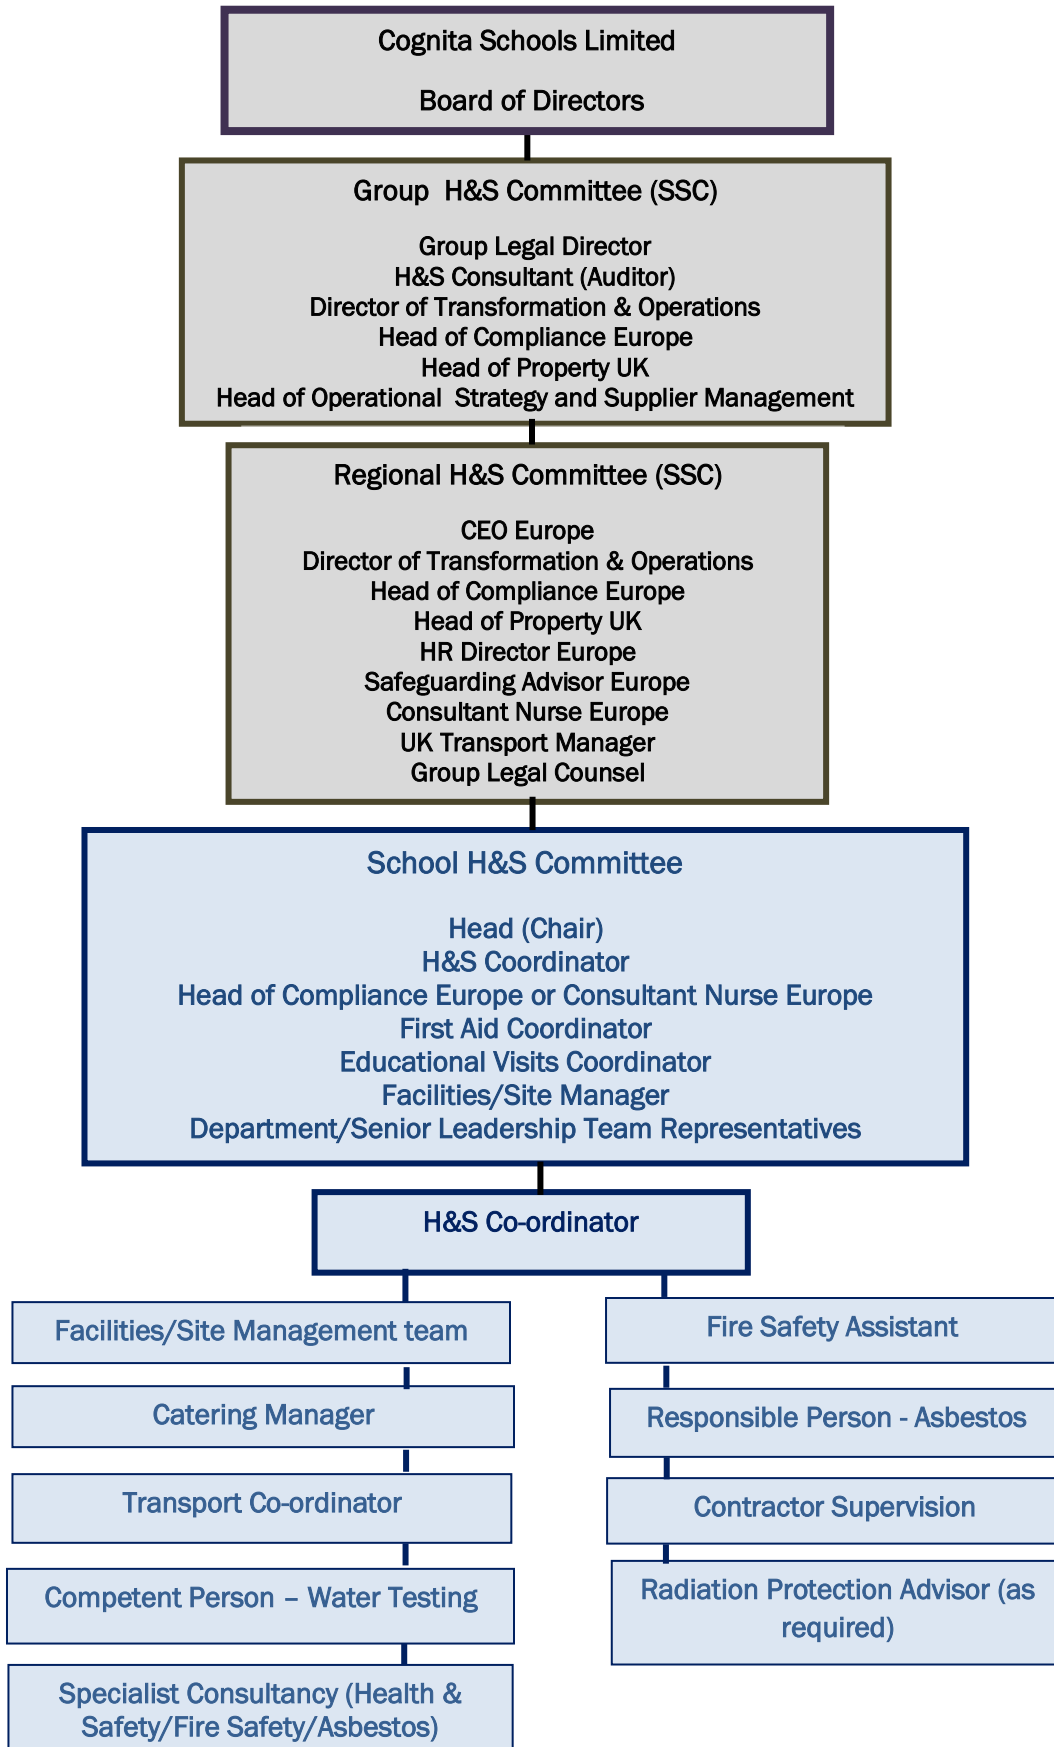 Cognita Schools Limited
Board of Directors
Group H&S Committee (SSC)
Group Legal Director
H&S Consultant (Auditor)
Director of Transformation & Operations
Head of Compliance Europe
Head of Property UK
Head of Operational Strategy and Supplier Management
Regional H&S Committee (SSC)
CEO Europe
Director of Transformation & Operations
Head of Compliance Europe
Head of Property UK
HR Director Europe
Safeguarding Advisor Europe
Consultant Nurse Europe
UK Transport Manager
Group Legal Counsel
School H&S Committee
Head (Chair)
H&S Coordinator
Head of Compliance Europe or Consultant Nurse Europe
First Aid Coordinator
Educational Visits Coordinator
Facilities/Site Manager
Department/Senior Leadership Team Representatives
H&S Co-ordinator
Facilities/Site Management team
Catering Manager
Transport Co-ordinator
Competent Person – Water Testing
Specialist Consultancy (Health &
Safety/Fire Safety/Asbestos)
Fire Safety Assistant
Responsible Person - Asbestos
Contractor Supervision
Radiation Protection Advisor (as
required)